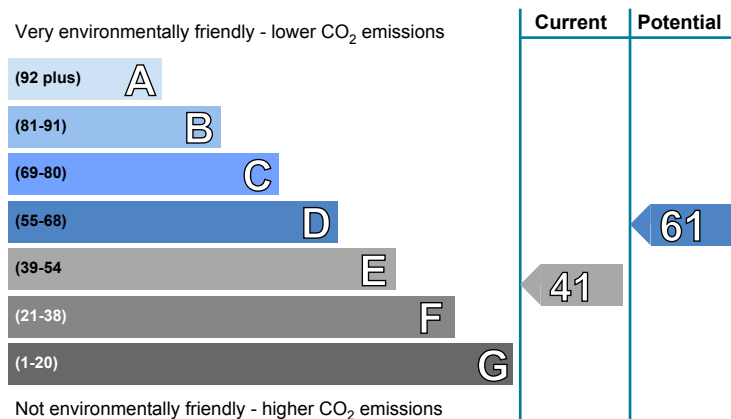 Current Potential
Very environmentally friendly - lower CO2 emissions
(92 plus) A
(81-91) B
(69-80) C
(55-68) D
61
(39-54 E
41
(21-38) F
(1-20) G
Not environmentally friendly - higher CO2 emissions